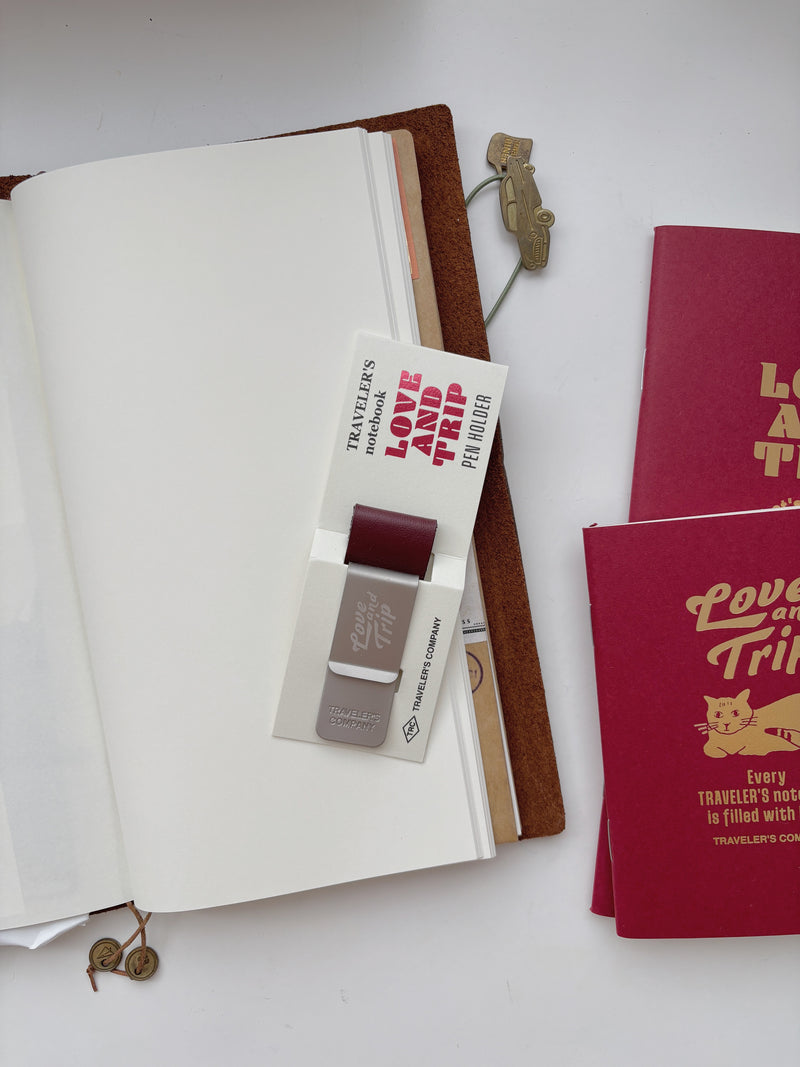 TRAVELER'S
notebook
LOVE
AND
TRIP
PEN HOLDER
Love
and
Trip
TRAVELER'S
COMPANY
TRC
TRAVELER'S COMPANY
LO
A
T
Love
an
Trip
Every
TRAVELER'S note
is filled with
TRAVELER'S COM